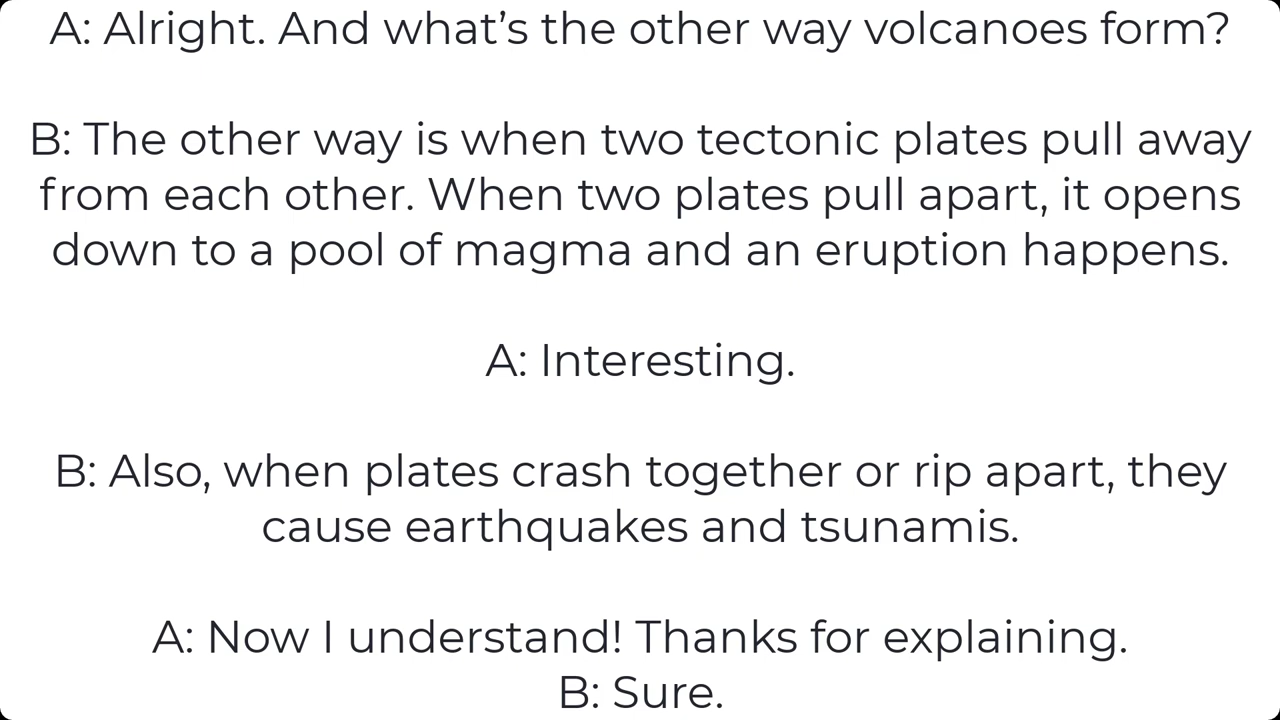 A: Alright. And what’s the other way volcanoes form?
B: The other way is when two tectonic plates pull away
from each other. When two plates pull apart, it opens
down to a pool of magma and an eruption happens.
A: Interesting.
B: Also, when plates crash together or rip apart, they
cause earthquakes and tsunamis.
A: Now I understand! Thanks for explaining.
B: Sure.